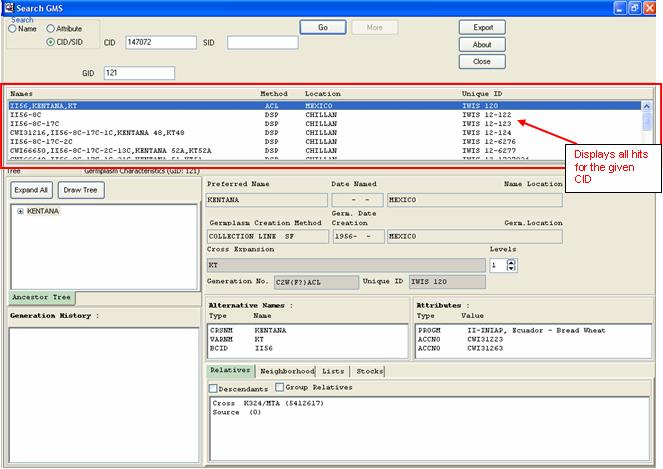 Search GMS
Search
Name Attribute
CID/SID
CID 147072 SID
Go More
Export
About
Close
GID 121
Names Method Location Unique ID
II56,KENTANA,KT ACL MEXICO IWIS 120
II56-8C DSP CHILLAN IWIS 12-122
II56-8C-17C DSP CHILLAN IWIS 12-123
CWI31216,II56-8C-17C-1C,KENTANA 48,KT48 DSP CHILLAN IWIS 12-124
II56-8C-17C-2C DSP CHILLAN IWIS 12-6276
CWI66650,II56-8C-17C-2C-13C,KENTANA 52A,KT52A DSP CHILLAN IWIS 12-6277
Displays all hits
for the given
CID
Tree Germplasm Characteristics (GID: 121)
Expand All Draw Tree
KENTANA
Ancestor Tree
Generation History :
Preferred Name Date Named Name Location
KENTANA - - MEXICO
Germplasm Creation Method Germ. Date Creation Germ.Location
COLLECTION LINE SF 1956- - MEXICO
Cross Expansion Levels
KT 1
Generation No. C2W(F?)ACL Unique ID IWIS 120
Alternative Names :
Type Name
CRSNM KENTANA
VARNM KT
BCID II56
Attributes :
Type Value
PROGM II-INIAP, Ecuador - Bread Wheat
ACCNO CWI31223
ACCNO CWI31263
Relatives Neighborhood Lists Stocks
Descendants Group Relatives
Cross K324/MTA (5412617)
Source (0)